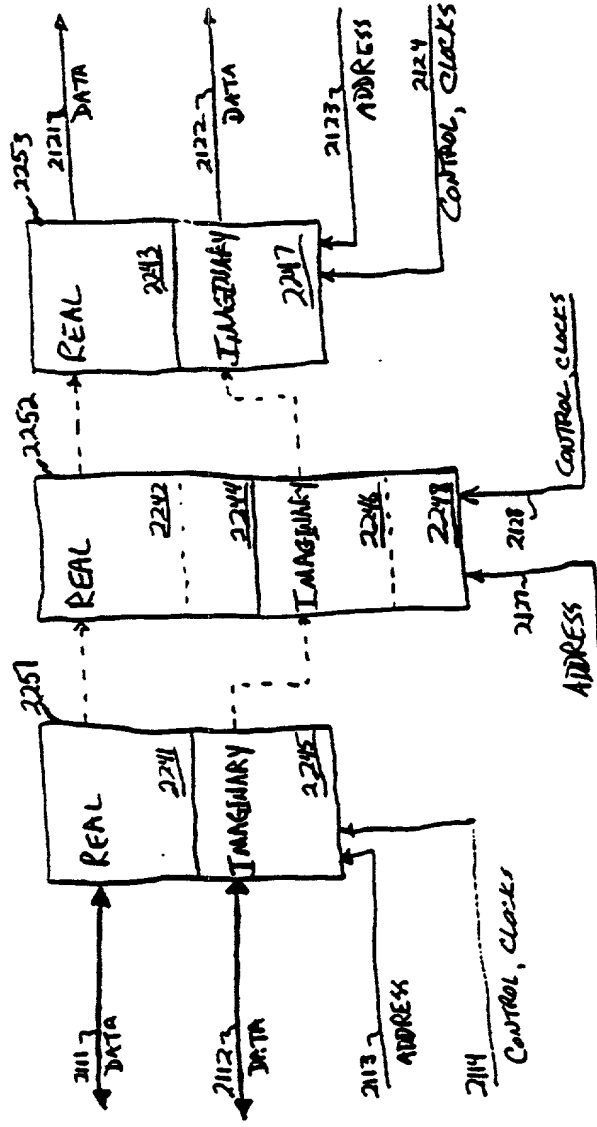 2111
DATA
2112
DATA
2113
ADDRESS
2114
CONTROL, CLOCKS
2251
REAL
2241
IMAGINARY
2245
2252
REAL
2242
2244
IMAGINARY
2246
2248
2127
ADDRESS
2128
CONTROL, CLOCKS
2253
REAL
2243
IMAGINARY
2247
2121
DATA
2122
DATA
2123
ADDRESS
2124
CONTROL, CLOCKS